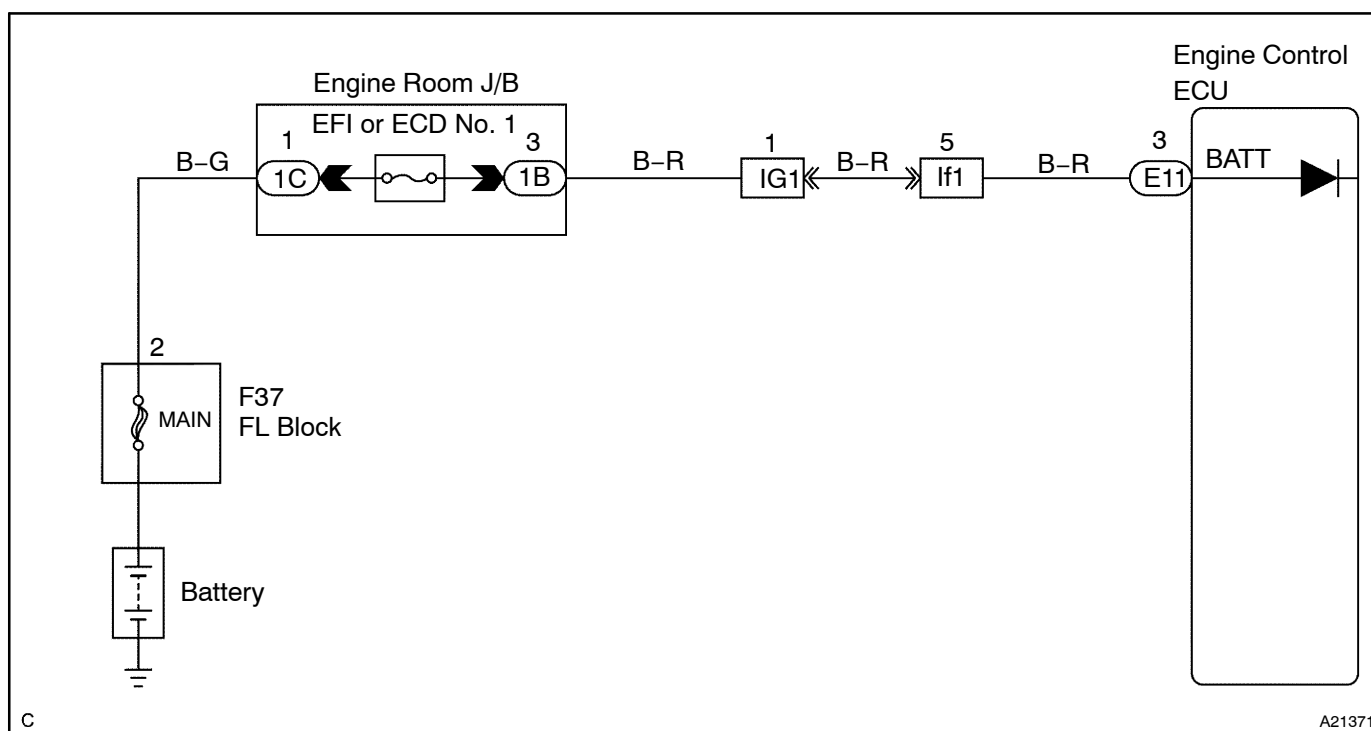 Engine Control
ECU
Engine Room J/B
EFI or ECD No. 1
1
3
1
5
3
B−G
1C
1B
B−R
IG1
B−R
If1
B−R
E11
BATT
2
MAIN
F37
FL Block
Battery
C
A21371